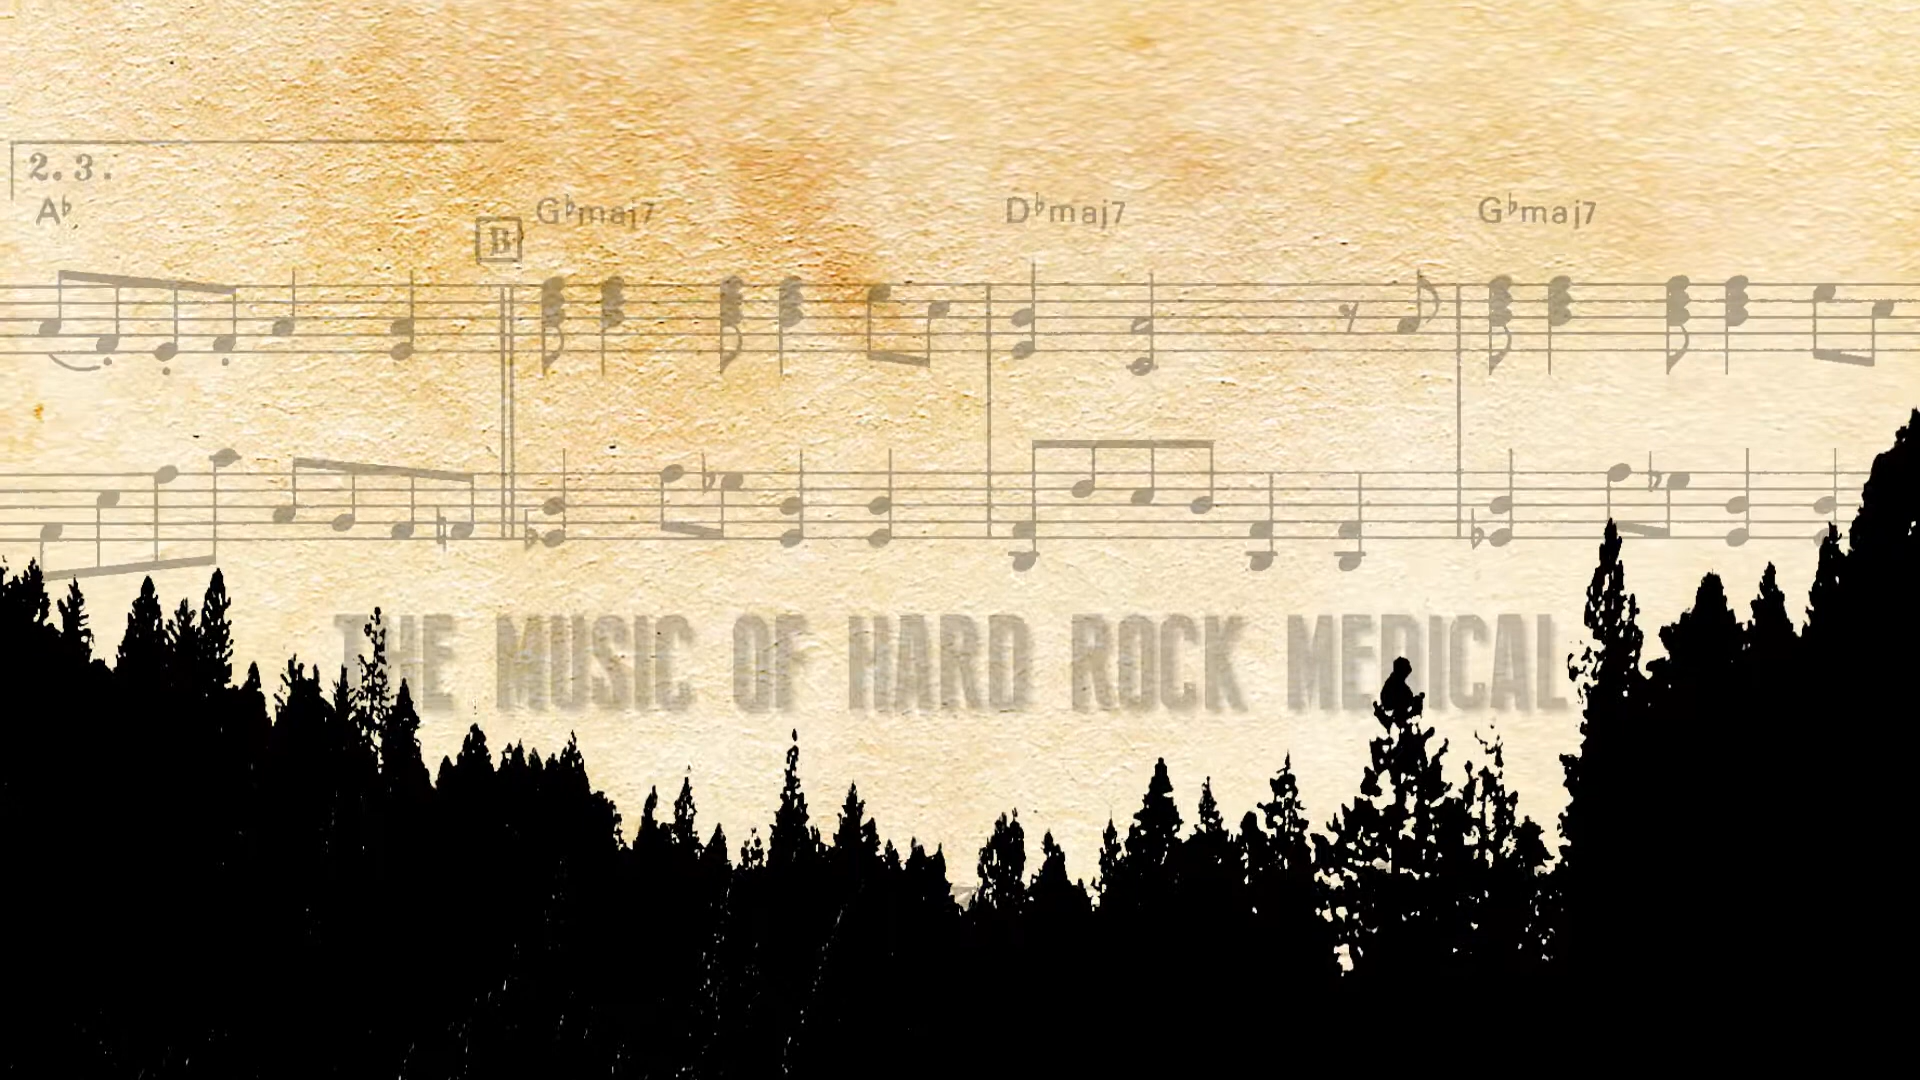 2. 3.
A♭
B
G♭maj7
D♭maj7
G♭maj7
THE MUSIC OF HARD ROCK MEDICAL